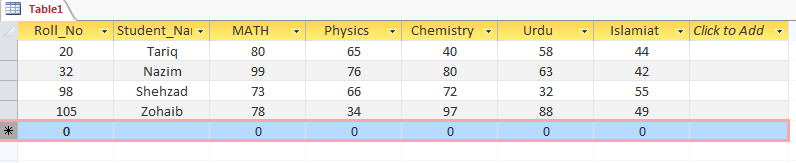 Table1
Roll_No Student_Na MATH Physics Chemistry Urdu Islamiat Click to Add
20 Tariq 80 65 40 58 44
32 Nazim 99 76 80 63 42
98 Shehzad 73 66 72 32 55
105 Zohaib 78 34 97 88 49
* 0 0 0 0 0 0